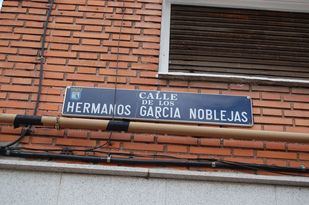 CALLE
DE LOS
HERMANOS GARCIA NOBLEJAS